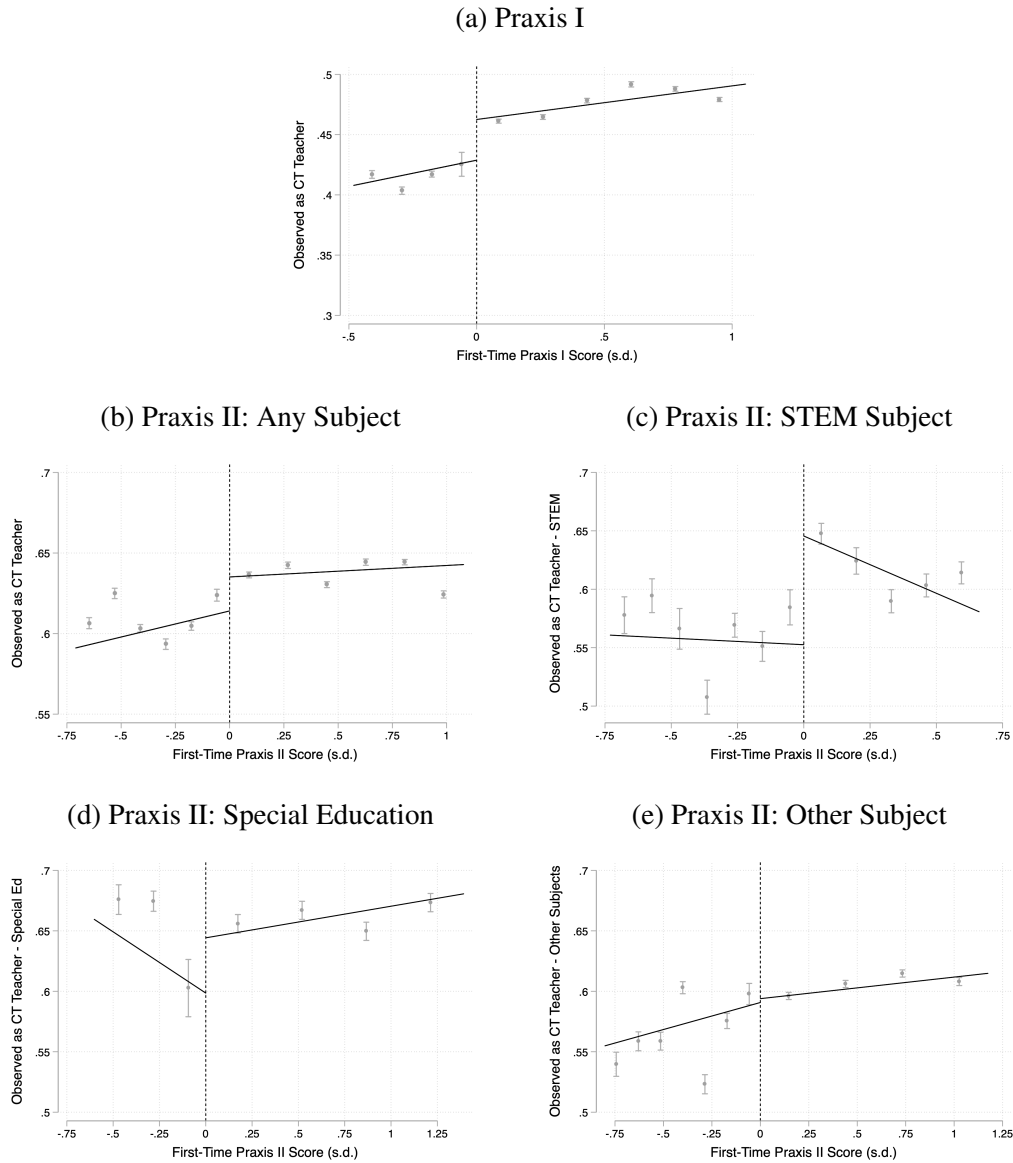 (a) Praxis I
Observed as CT Teacher
.5
.45
.4
.35
.3
-.5 0 .5 1
First-Time Praxis I Score (s.d.)
(b) Praxis II: Any Subject
Observed as CT Teacher
.7
.65
.6
.55
-.75 -.5 -.25 0 .25 .5 .75 1
First-Time Praxis II Score (s.d.)
(c) Praxis II: STEM Subject
Observed as CT Teacher - STEM
.7
.65
.6
.55
.5
-.75 -.5 -.25 0 .25 .5 .75
First-Time Praxis II Score (s.d.)
(d) Praxis II: Special Education
Observed as CT Teacher - Special Ed
.7
.65
.6
.55
.5
-.75 -.5 -.25 0 .25 .5 .75 1 1.25
First-Time Praxis II Score (s.d.)
(e) Praxis II: Other Subject
Observed as CT Teacher - Other Subjects
.7
.65
.6
.55
.5
-.75 -.5 -.25 0 .25 .5 .75 1 1.25
First-Time Praxis II Score (s.d.)